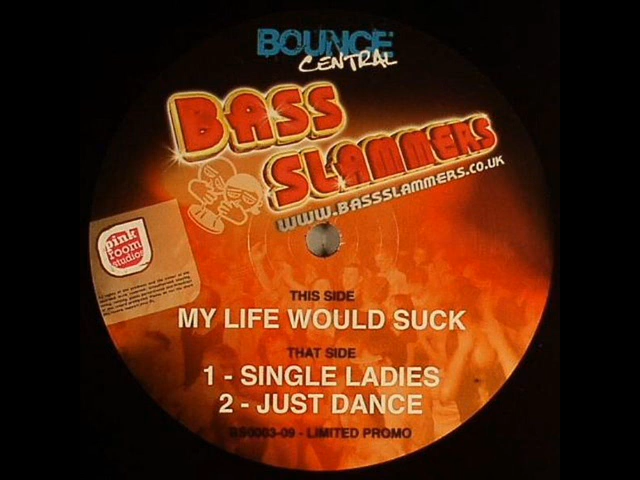 BOUNCE
CENTRAL
BASS
SLAMMERS
WWW.BASSSLAMMERS.CO.UK
pink
room
studios
THIS SIDE
MY LIFE WOULD SUCK
THAT SIDE
1 - SINGLE LADIES
2 - JUST DANCE
BS0003-09 - LIMITED PROMO